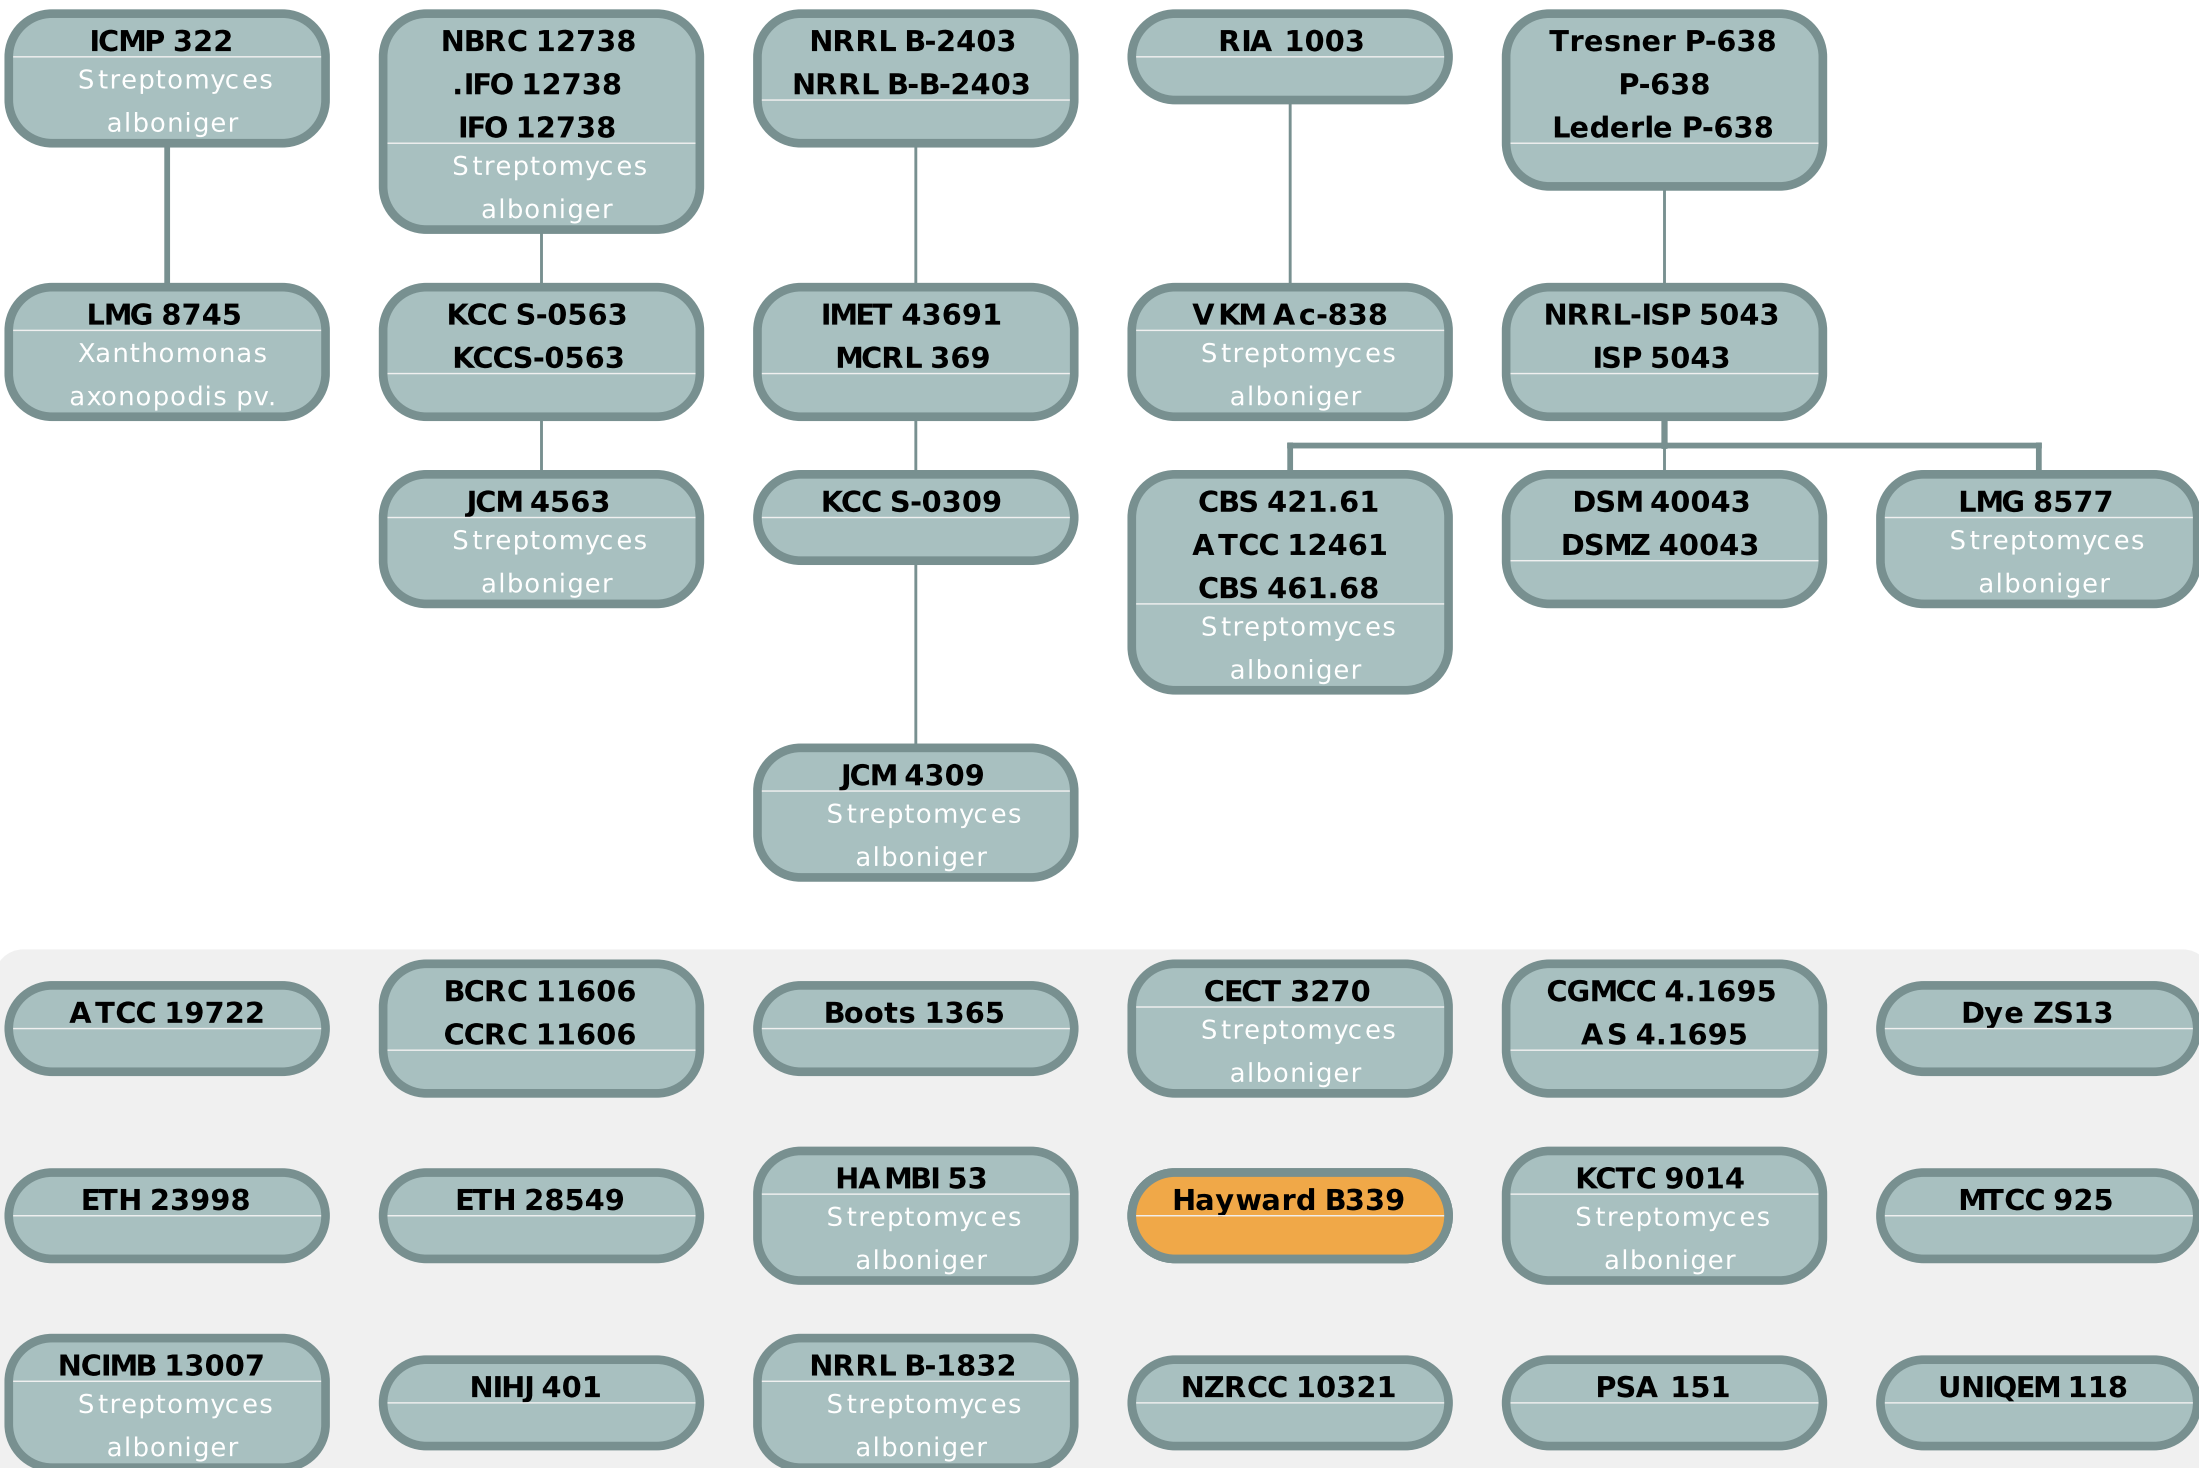 ICMP 322
Streptomyces
alboniger
NBRC 12738
.IFO 12738
IFO 12738
Streptomyces
alboniger
NRRL B-2403
NRRL B-B-2403
RIA 1003
Tresner P-638
P-638
Lederle P-638
LMG 8745
Xanthomonas
axonopodis pv.
KCC S-0563
KCCS-0563
IMET 43691
MCRL 369
VKM Ac-838
Streptomyces
alboniger
NRRL-ISP 5043
ISP 5043
JCM 4563
Streptomyces
alboniger
KCC S-0309
CBS 421.61
ATCC 12461
CBS 461.68
Streptomyces
alboniger
DSM 40043
DSMZ 40043
LMG 8577
Streptomyces
alboniger
JCM 4309
Streptomyces
alboniger
ATCC 19722
BCRC 11606
CCRC 11606
Boots 1365
CECT 3270
Streptomyces
alboniger
CGMCC 4.1695
AS 4.1695
Dye ZS13
ETH 23998
ETH 28549
HAMBI 53
Streptomyces
alboniger
Hayward B339
KCTC 9014
Streptomyces
alboniger
MTCC 925
NCIMB 13007
Streptomyces
alboniger
NIHJ 401
NRRL B-1832
Streptomyces
alboniger
NZRCC 10321
PSA 151
UNIQEM 118